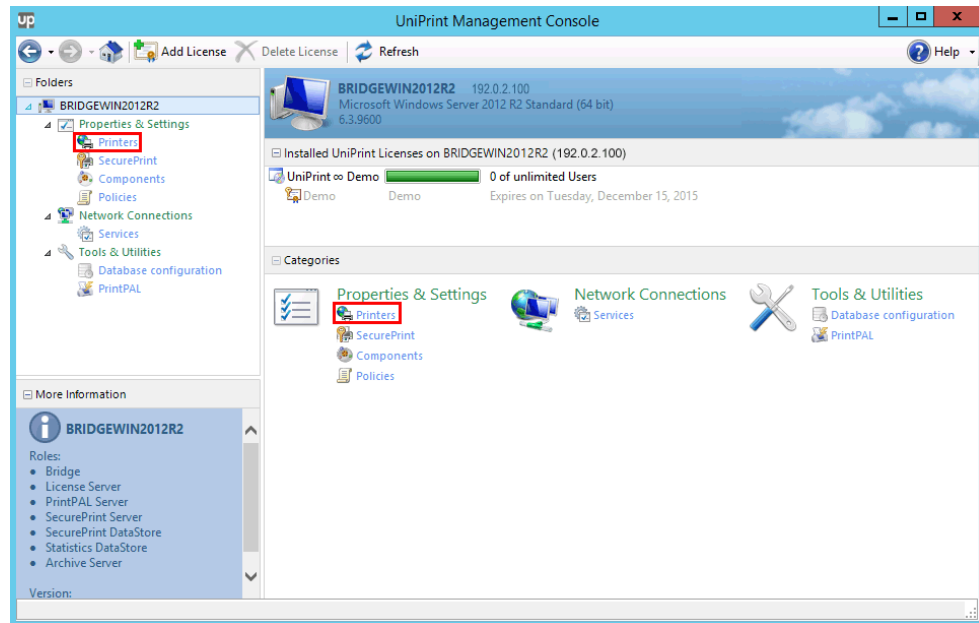 up UniPrint Management Console
Add License Delete License Refresh Help
Folders
BRIDGEWIN2012R2
Properties & Settings
Printers
SecurePrint
Components
Policies
Network Connections
Services
Tools & Utilities
Database configuration
PrintPAL
More Information
BRIDGEWIN2012R2
Roles:
• Bridge
• License Server
• PrintPAL Server
• SecurePrint Server
• SecurePrint DataStore
• Statistics DataStore
• Archive Server
Version:
BRIDGEWIN2012R2 192.0.2.100
Microsoft Windows Server 2012 R2 Standard (64 bit)
6.3.9600
Installed UniPrint Licenses on BRIDGEWIN2012R2 (192.0.2.100)
UniPrint ∞ Demo 0 of unlimited Users
Demo Demo Expires on Tuesday, December 15, 2015
Categories
Properties & Settings
Printers
SecurePrint
Components
Policies
Network Connections
Services
Tools & Utilities
Database configuration
PrintPAL